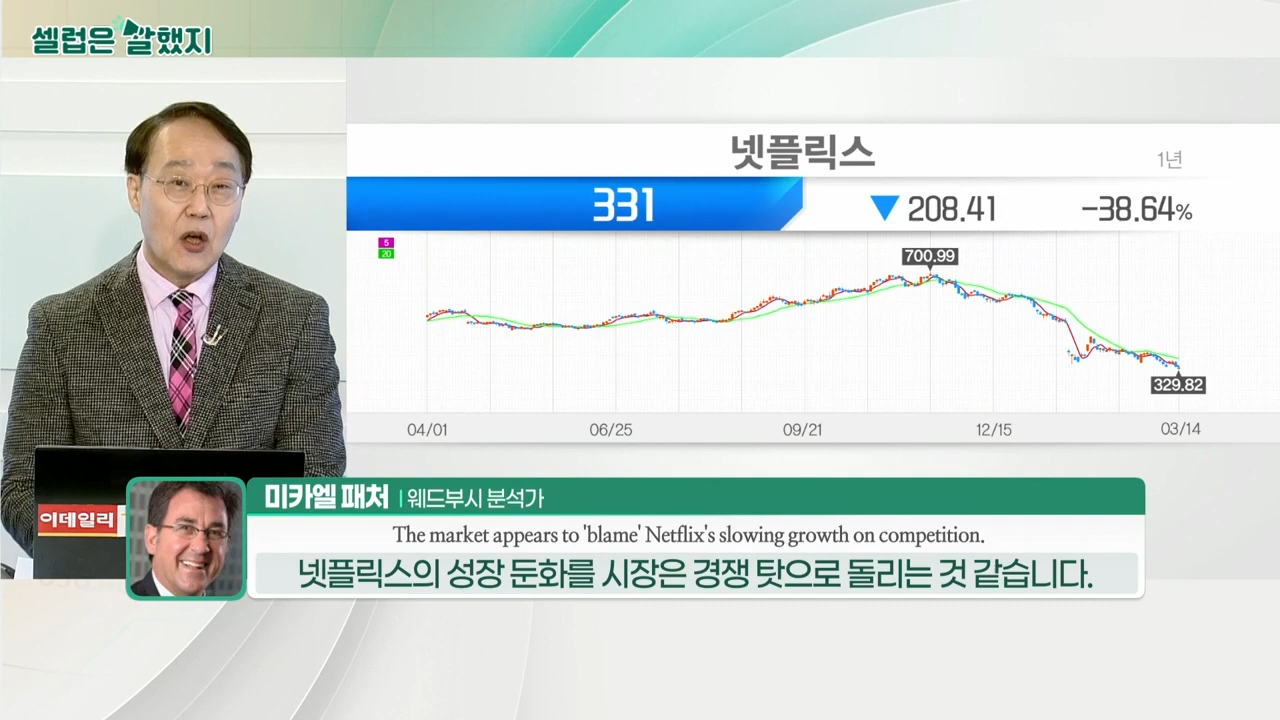 셀럽은 말했지
넷플릭스
1년
331
▼ 208.41
-38.64%
5
20
700.99
329.82
04/01
06/25
09/21
12/15
03/14
이데일리
미카엘 패처 | 웨드부시 분석가
The market appears to 'blame' Netflix's slowing growth on competition.
넷플릭스의 성장 둔화를 시장은 경쟁 탓으로 돌리는 것 같습니다.